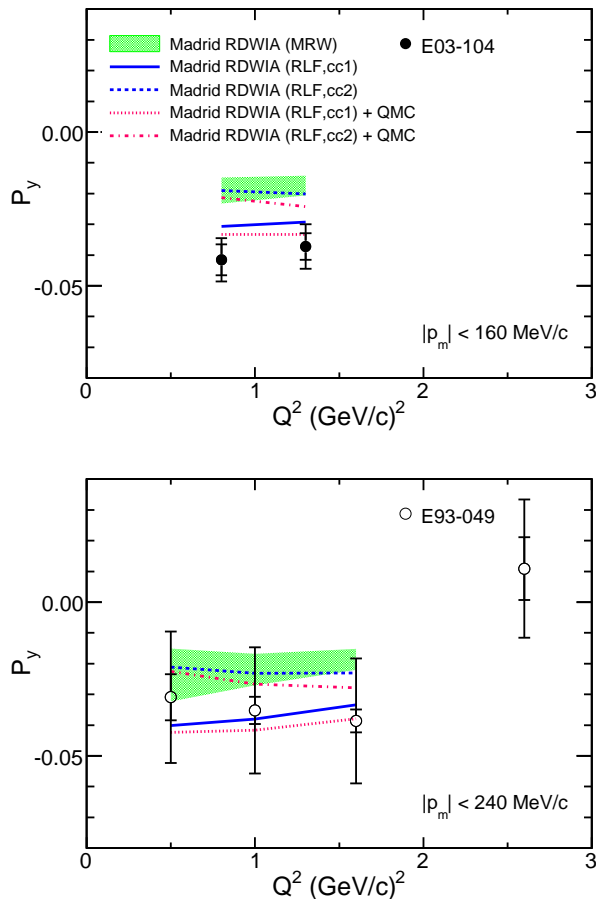 Madrid RDWIA (MRW)
Madrid RDWIA (RLF,cc1)
Madrid RDWIA (RLF,cc2)
Madrid RDWIA (RLF,cc1) + QMC
Madrid RDWIA (RLF,cc2) + QMC
E03-104
0.00
-0.05
P_y
|p_m| < 160 MeV/c
0 1 2 3
Q^2 (GeV/c)^2
E93-049
0.00
-0.05
P_y
|p_m| < 240 MeV/c
0 1 2 3
Q^2 (GeV/c)^2